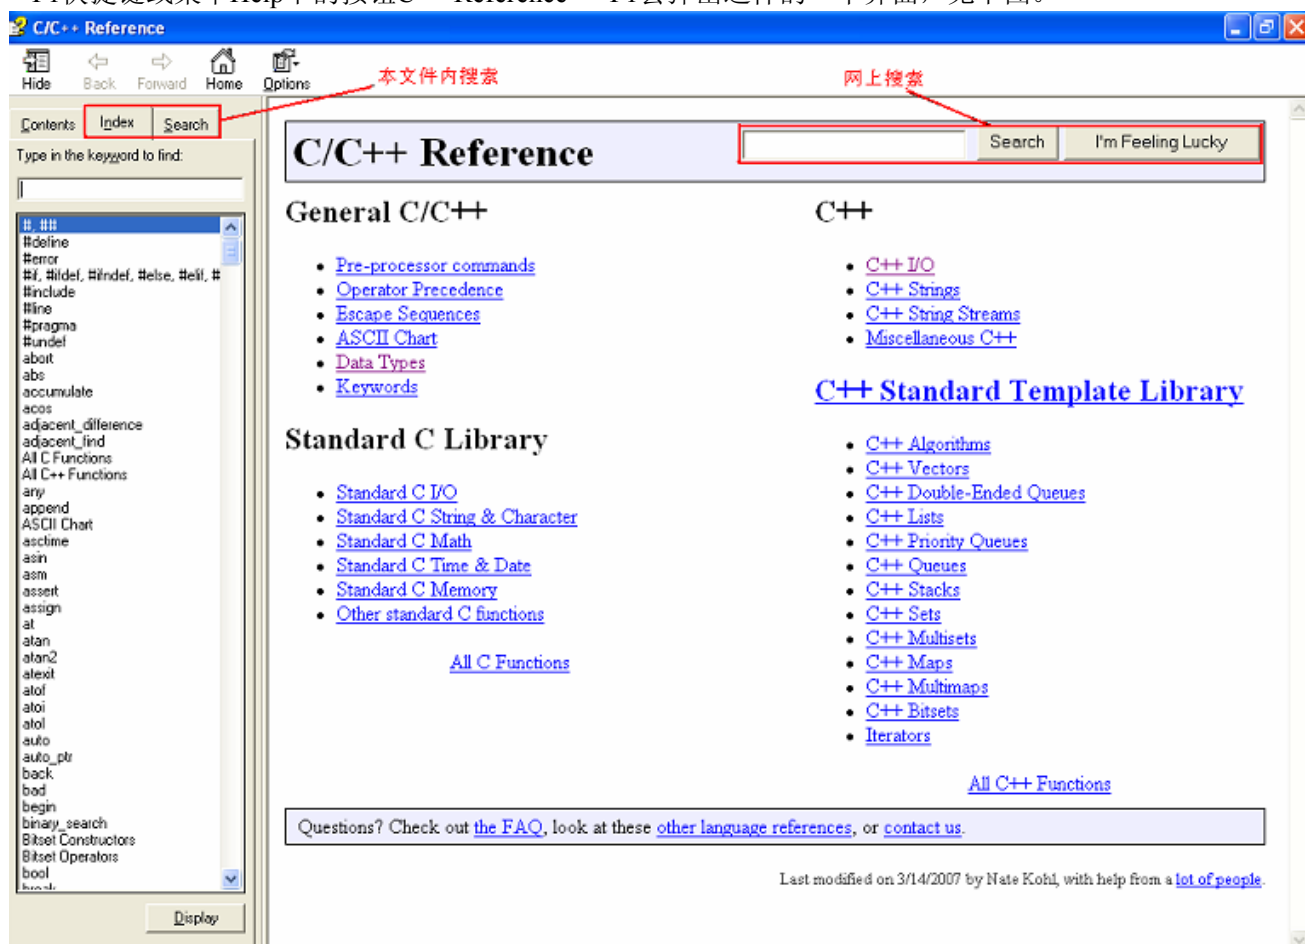 C/C++ Reference
Hide Back Forward Home Options
本文件内搜索
网上搜索
Contents Index Search
Type in the keyword to find:
#, ##
#define
#error
#if, #ifdef, #ifndef, #else, #elif, #
#include
#line
#pragma
#undef
abort
abs
accumulate
acos
adjacent_difference
adjacent_find
All C Functions
All C++ Functions
any
append
ASCII Chart
asctime
asin
asm
assert
assign
at
atan
atan2
atexit
atof
atoi
atol
auto
auto_ptr
back
bad
begin
binary_search
Bitset Constructors
Bitset Operators
bool
break
Display
C/C++ Reference
Search I'm Feeling Lucky
General C/C++
Pre-processor commands
Operator Precedence
Escape Sequences
ASCII Chart
Data Types
Keywords
Standard C Library
Standard C I/O
Standard C String & Character
Standard C Math
Standard C Time & Date
Standard C Memory
Other standard C functions
All C Functions
C++
C++ I/O
C++ Strings
C++ String Streams
Miscellaneous C++
C++ Standard Template Library
C++ Algorithms
C++ Vectors
C++ Double-Ended Queues
C++ Lists
C++ Priority Queues
C++ Queues
C++ Stacks
C++ Sets
C++ Multisets
C++ Maps
C++ Multimaps
C++ Bitsets
Iterators
All C++ Functions
Questions? Check out the FAQ, look at these other language references, or contact us.
Last modified on 3/14/2007 by Nate Kohl, with help from a lot of people.